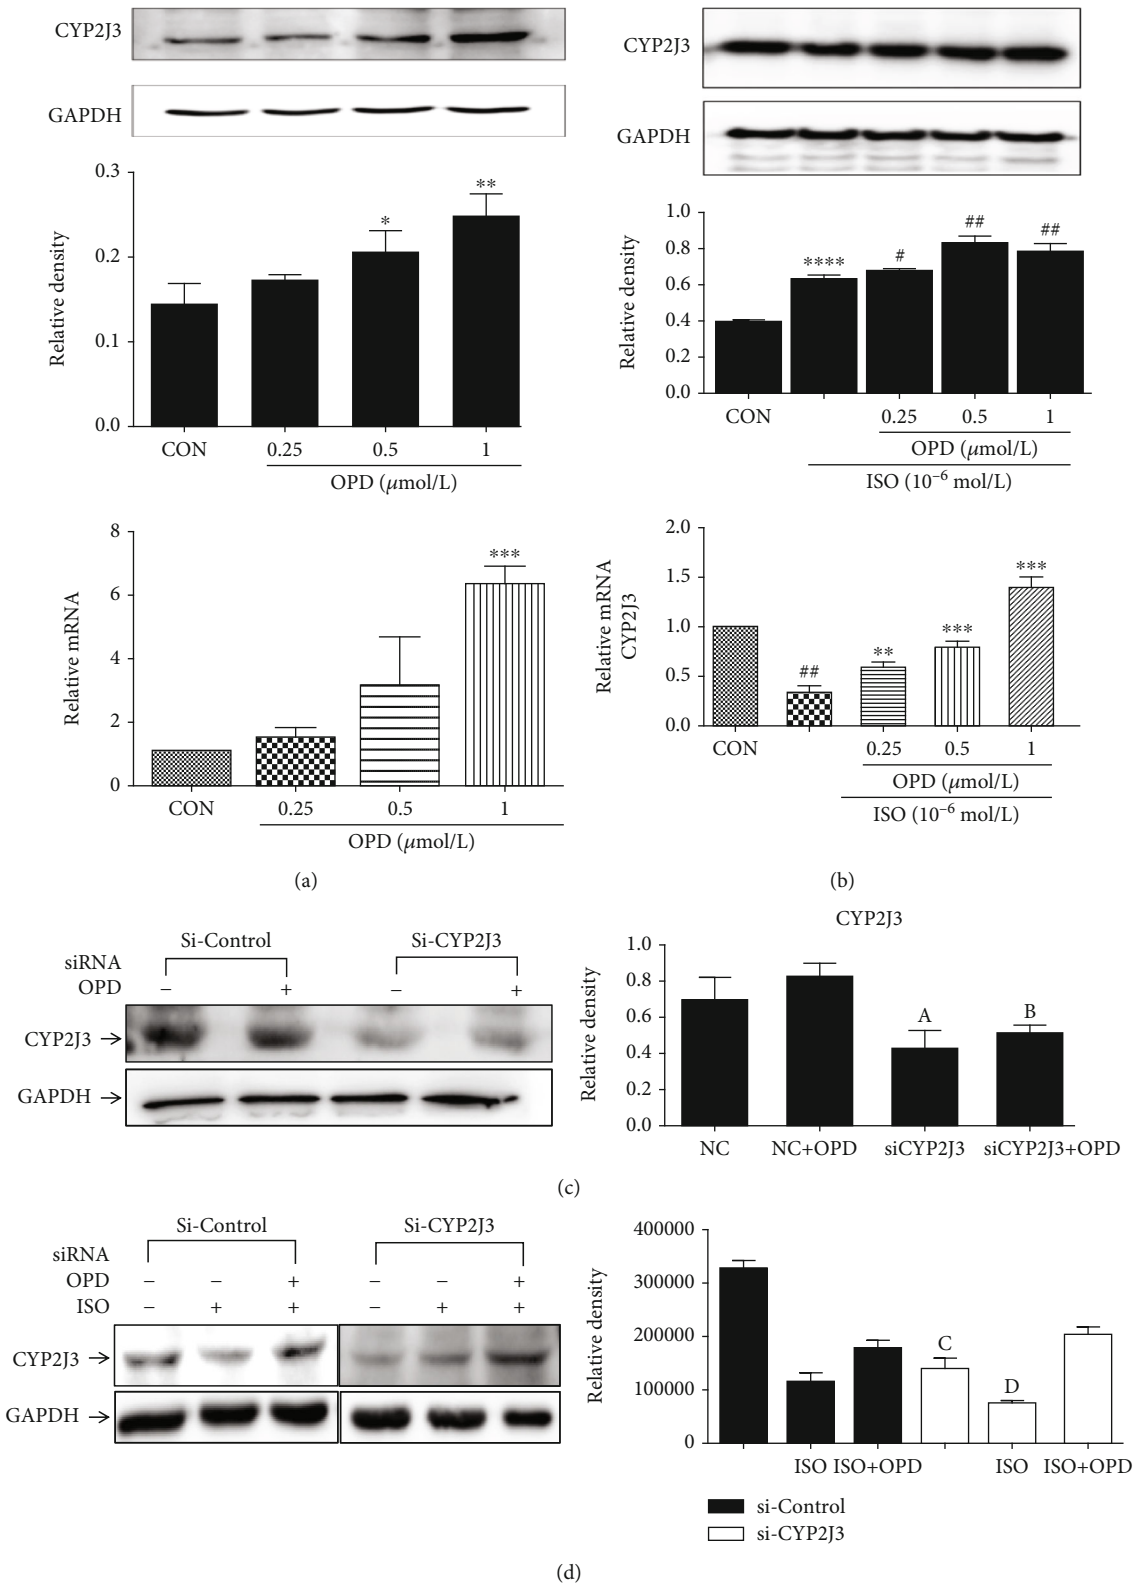 CYP2J3
GAPDH
0.3
0.2
0.1
0.0
Relative density
*
**
CON
0.25
0.5
1
OPD (μmol/L)
8
6
4
2
0
Relative mRNA
***
CON
0.25
0.5
1
OPD (μmol/L)
(a)
CYP2J3
GAPDH
1.0
0.8
0.6
0.4
0.2
0.0
Relative density
****
#
##
##
CON
0.25
0.5
1
OPD (μmol/L)
ISO (10⁻⁶ mol/L)
2.0
1.5
1.0
0.5
0.0
Relative mRNA
CYP2J3
##
**
***
***
CON
0.25
0.5
1
OPD (μmol/L)
ISO (10⁻⁶ mol/L)
(b)
Si-Control Si-CYP2J3
siRNA
OPD − + − +
CYP2J3
GAPDH
CYP2J3
1.0
0.8
0.6
0.4
0.2
0.0
Relative density
A
B
NC NC+OPD siCYP2J3 siCYP2J3+OPD
(c)
Si-Control Si-CYP2J3
siRNA
OPD − − + − − +
ISO − + + − + +
CYP2J3
GAPDH
400000
300000
200000
100000
0
Relative density
C
D
ISO ISO+OPD ISO ISO+OPD
si-Control
si-CYP2J3
(d)